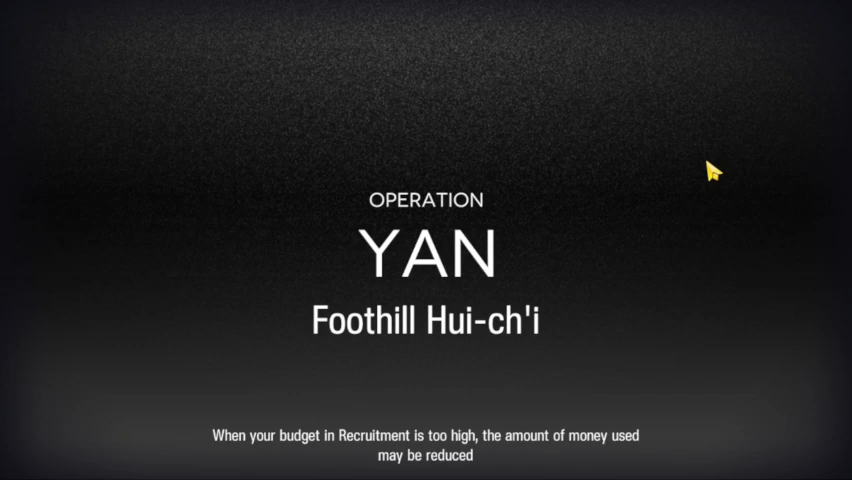 OPERATION
YAN
Foothill Hui-ch'i
When your budget in Recruitment is too high, the amount of money used
may be reduced